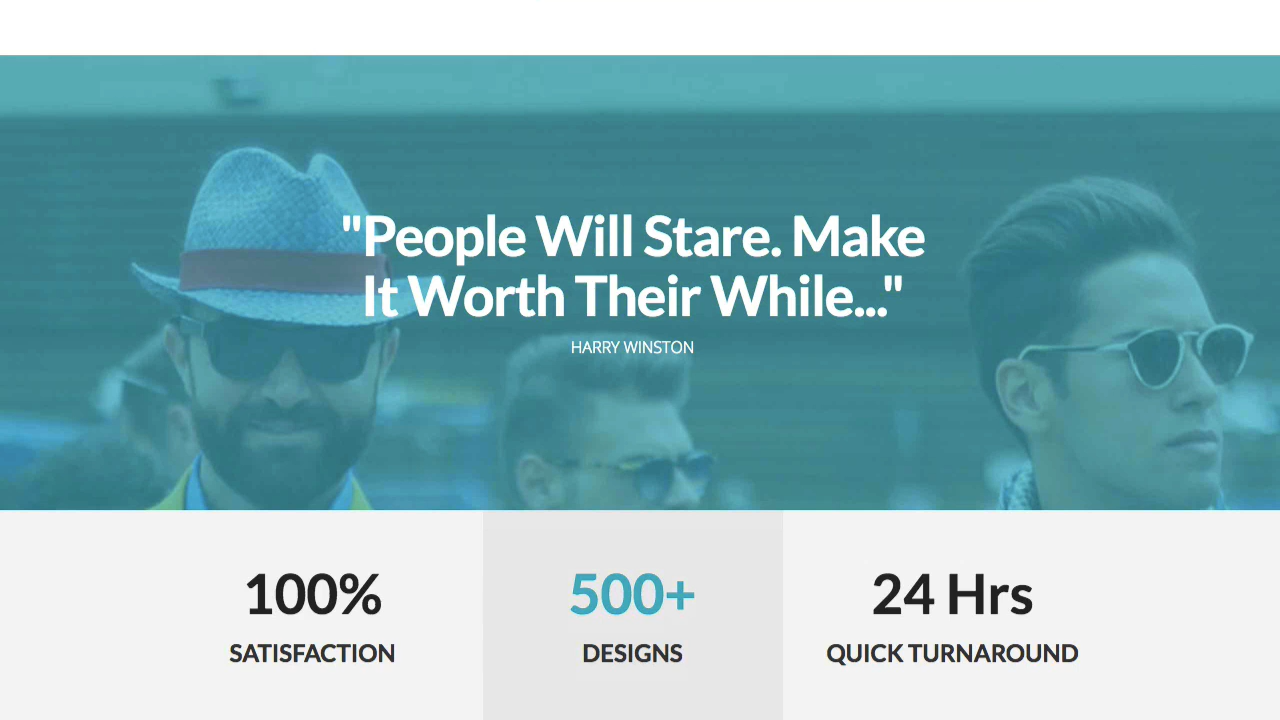 "People Will Stare. Make
It Worth Their While..."
HARRY WINSTON
100%
SATISFACTION
500+
DESIGNS
24 Hrs
QUICK TURNAROUND